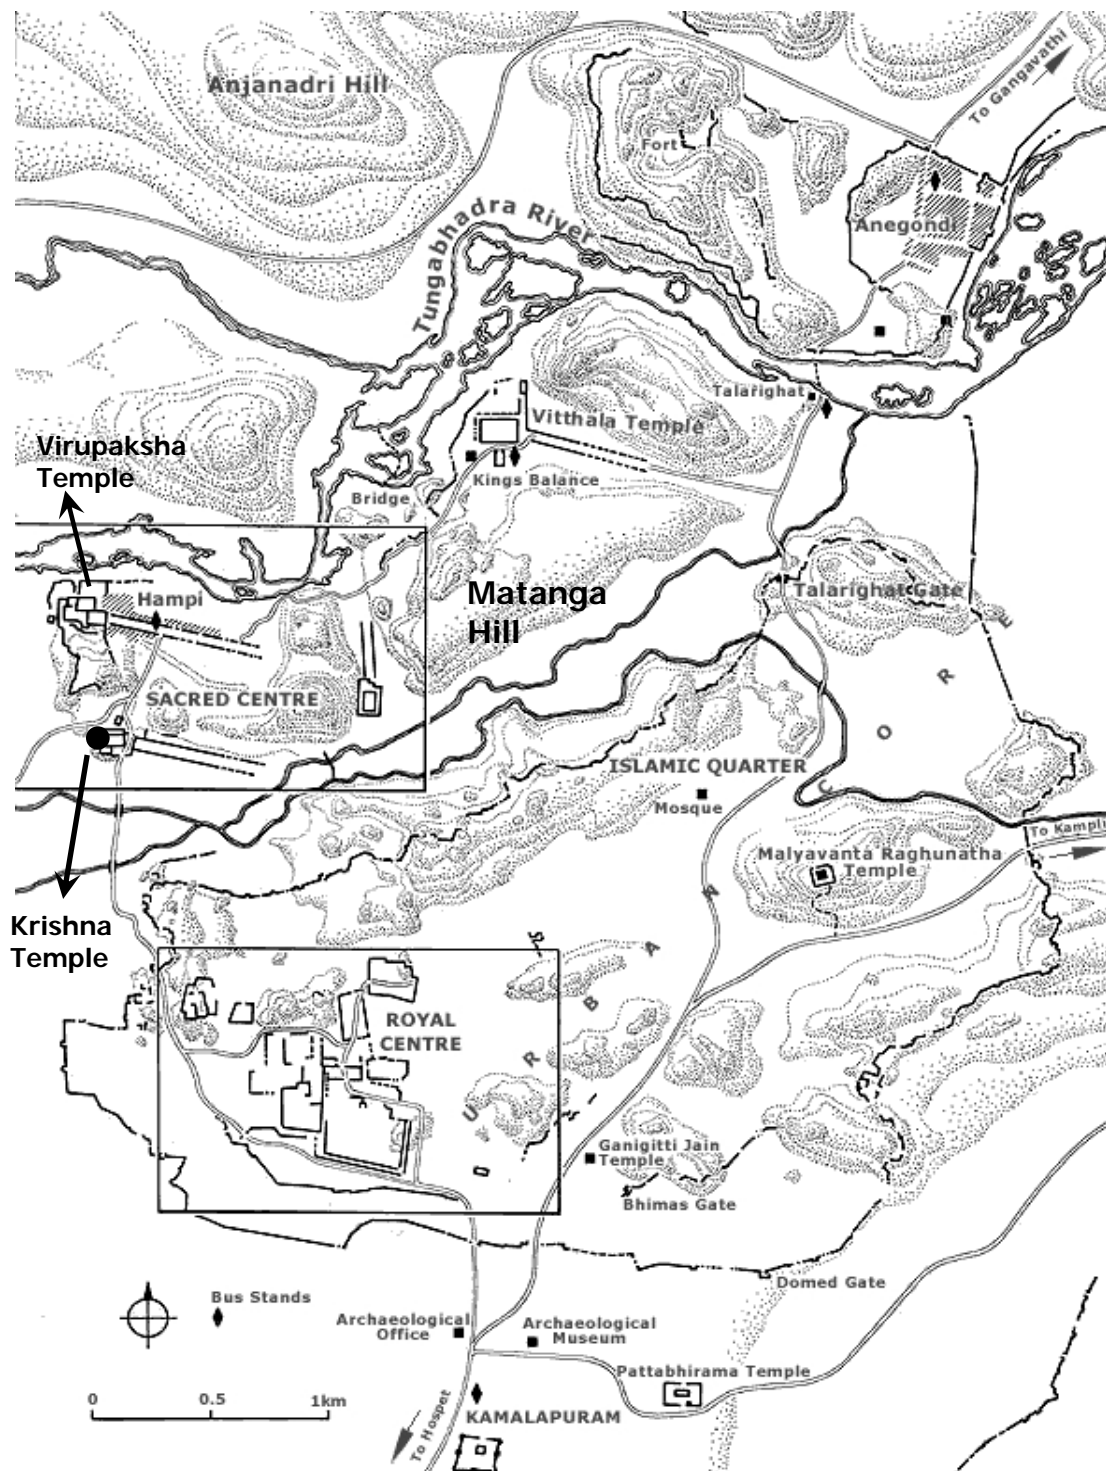 Anjanadri Hill
To Gangavathi
Fort
Anegondi
Tungabhadra River
Talarighat
Vitthala Temple
Virupaksha
Temple
Kings Balance
Bridge
Matanga
Hill
Talarighat Gate
Hampi
SACRED CENTRE
ISLAMIC QUARTER
Mosque
To Kampli
Malyavanta Raghunatha
Temple
Krishna
Temple
URBAN CORE
ROYAL
CENTRE
Ganigitti Jain
Temple
Bhimas Gate
Domed Gate
Bus Stands
Archaeological
Office
Archaeological
Museum
Pattabhirama Temple
0 0.5 1km
To Hospet
KAMALAPURAM